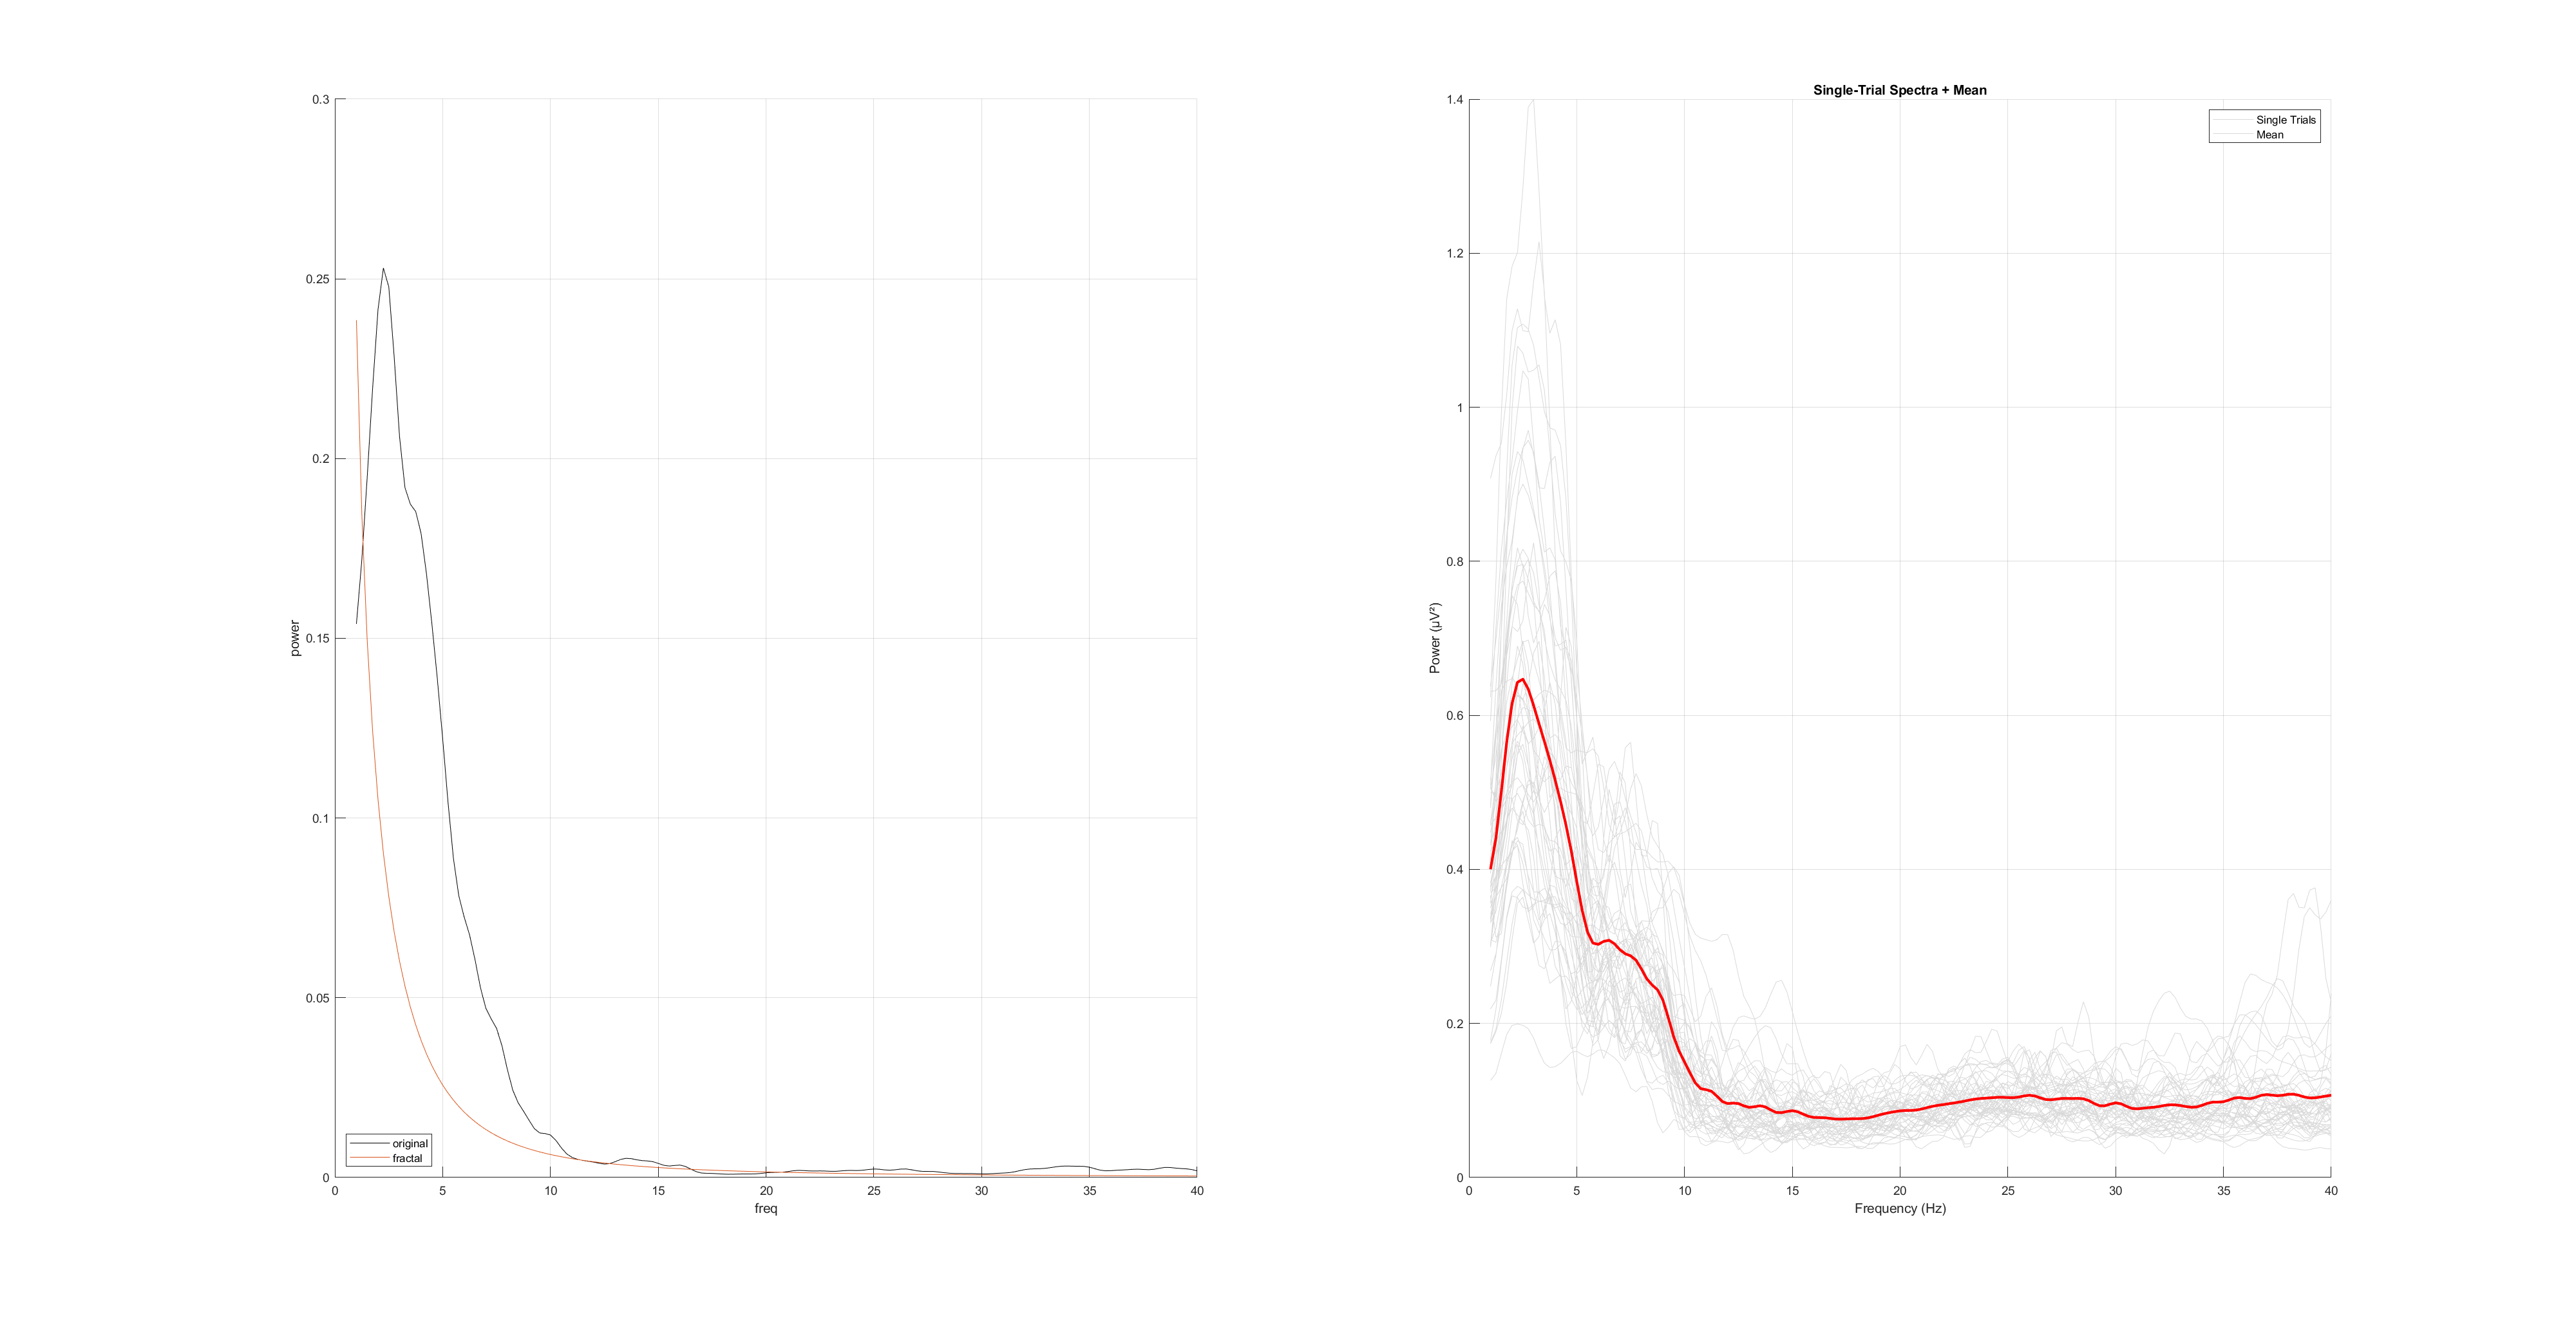 0.3
0.25
0.2
0.15
0.1
0.05
0
power
original
fractal
0 5 10 15 20 25 30 35 40
freq
Single-Trial Spectra + Mean
1.4
1.2
1
0.8
0.6
0.4
0.2
0
Power (µV²)
Single Trials
Mean
0 5 10 15 20 25 30 35 40
Frequency (Hz)